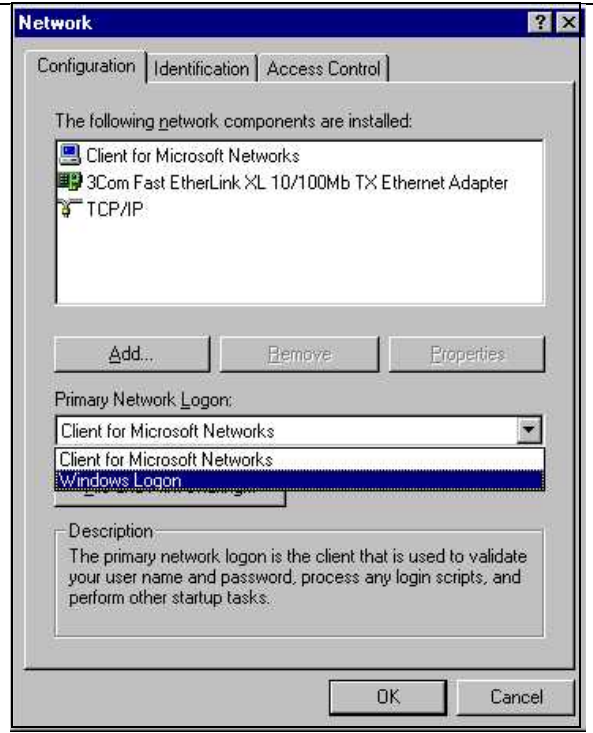 Network
Configuration Identification Access Control
The following network components are installed:
Client for Microsoft Networks
3Com Fast EtherLink XL 10/100Mb TX Ethernet Adapter
TCP/IP
Add... Remove Properties
Primary Network Logon:
Client for Microsoft Networks
Client for Microsoft Networks
Windows Logon
Description
The primary network logon is the client that is used to validate
your user name and password, process any login scripts, and
perform other startup tasks.
OK Cancel